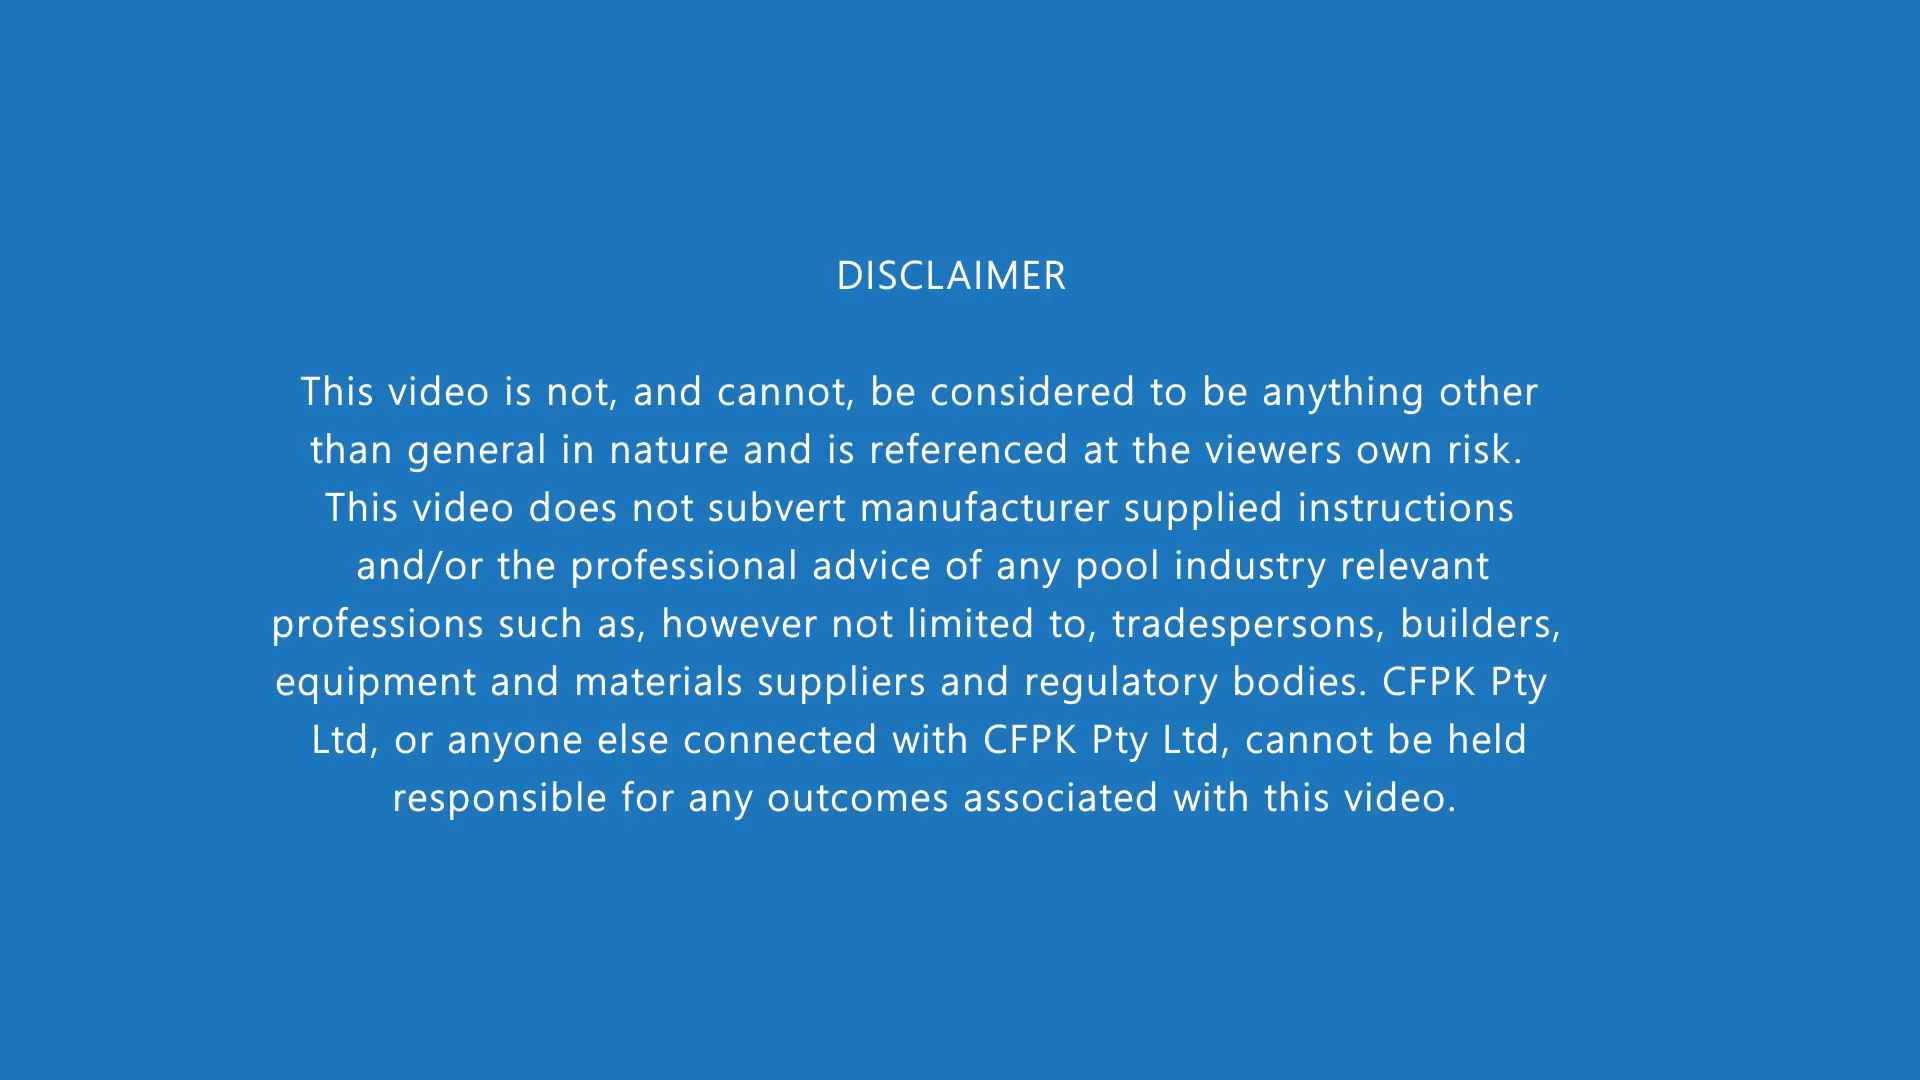 DISCLAIMER
This video is not, and cannot, be considered to be anything other
than general in nature and is referenced at the viewers own risk.
This video does not subvert manufacturer supplied instructions
and/or the professional advice of any pool industry relevant
professions such as, however not limited to, tradespersons, builders,
equipment and materials suppliers and regulatory bodies. CFPK Pty
Ltd, or anyone else connected with CFPK Pty Ltd, cannot be held
responsible for any outcomes associated with this video.